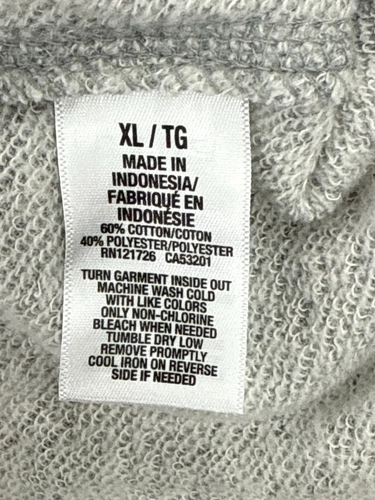 XL / TG
MADE IN
INDONESIA/
FABRIQUÉ EN
INDONÉSIE
60% COTTON/COTON
40% POLYESTER/POLYESTER
RN121726 CA53201
TURN GARMENT INSIDE OUT
MACHINE WASH COLD
WITH LIKE COLORS
ONLY NON-CHLORINE
BLEACH WHEN NEEDED
TUMBLE DRY LOW
REMOVE PROMPTLY
COOL IRON ON REVERSE
SIDE IF NEEDED